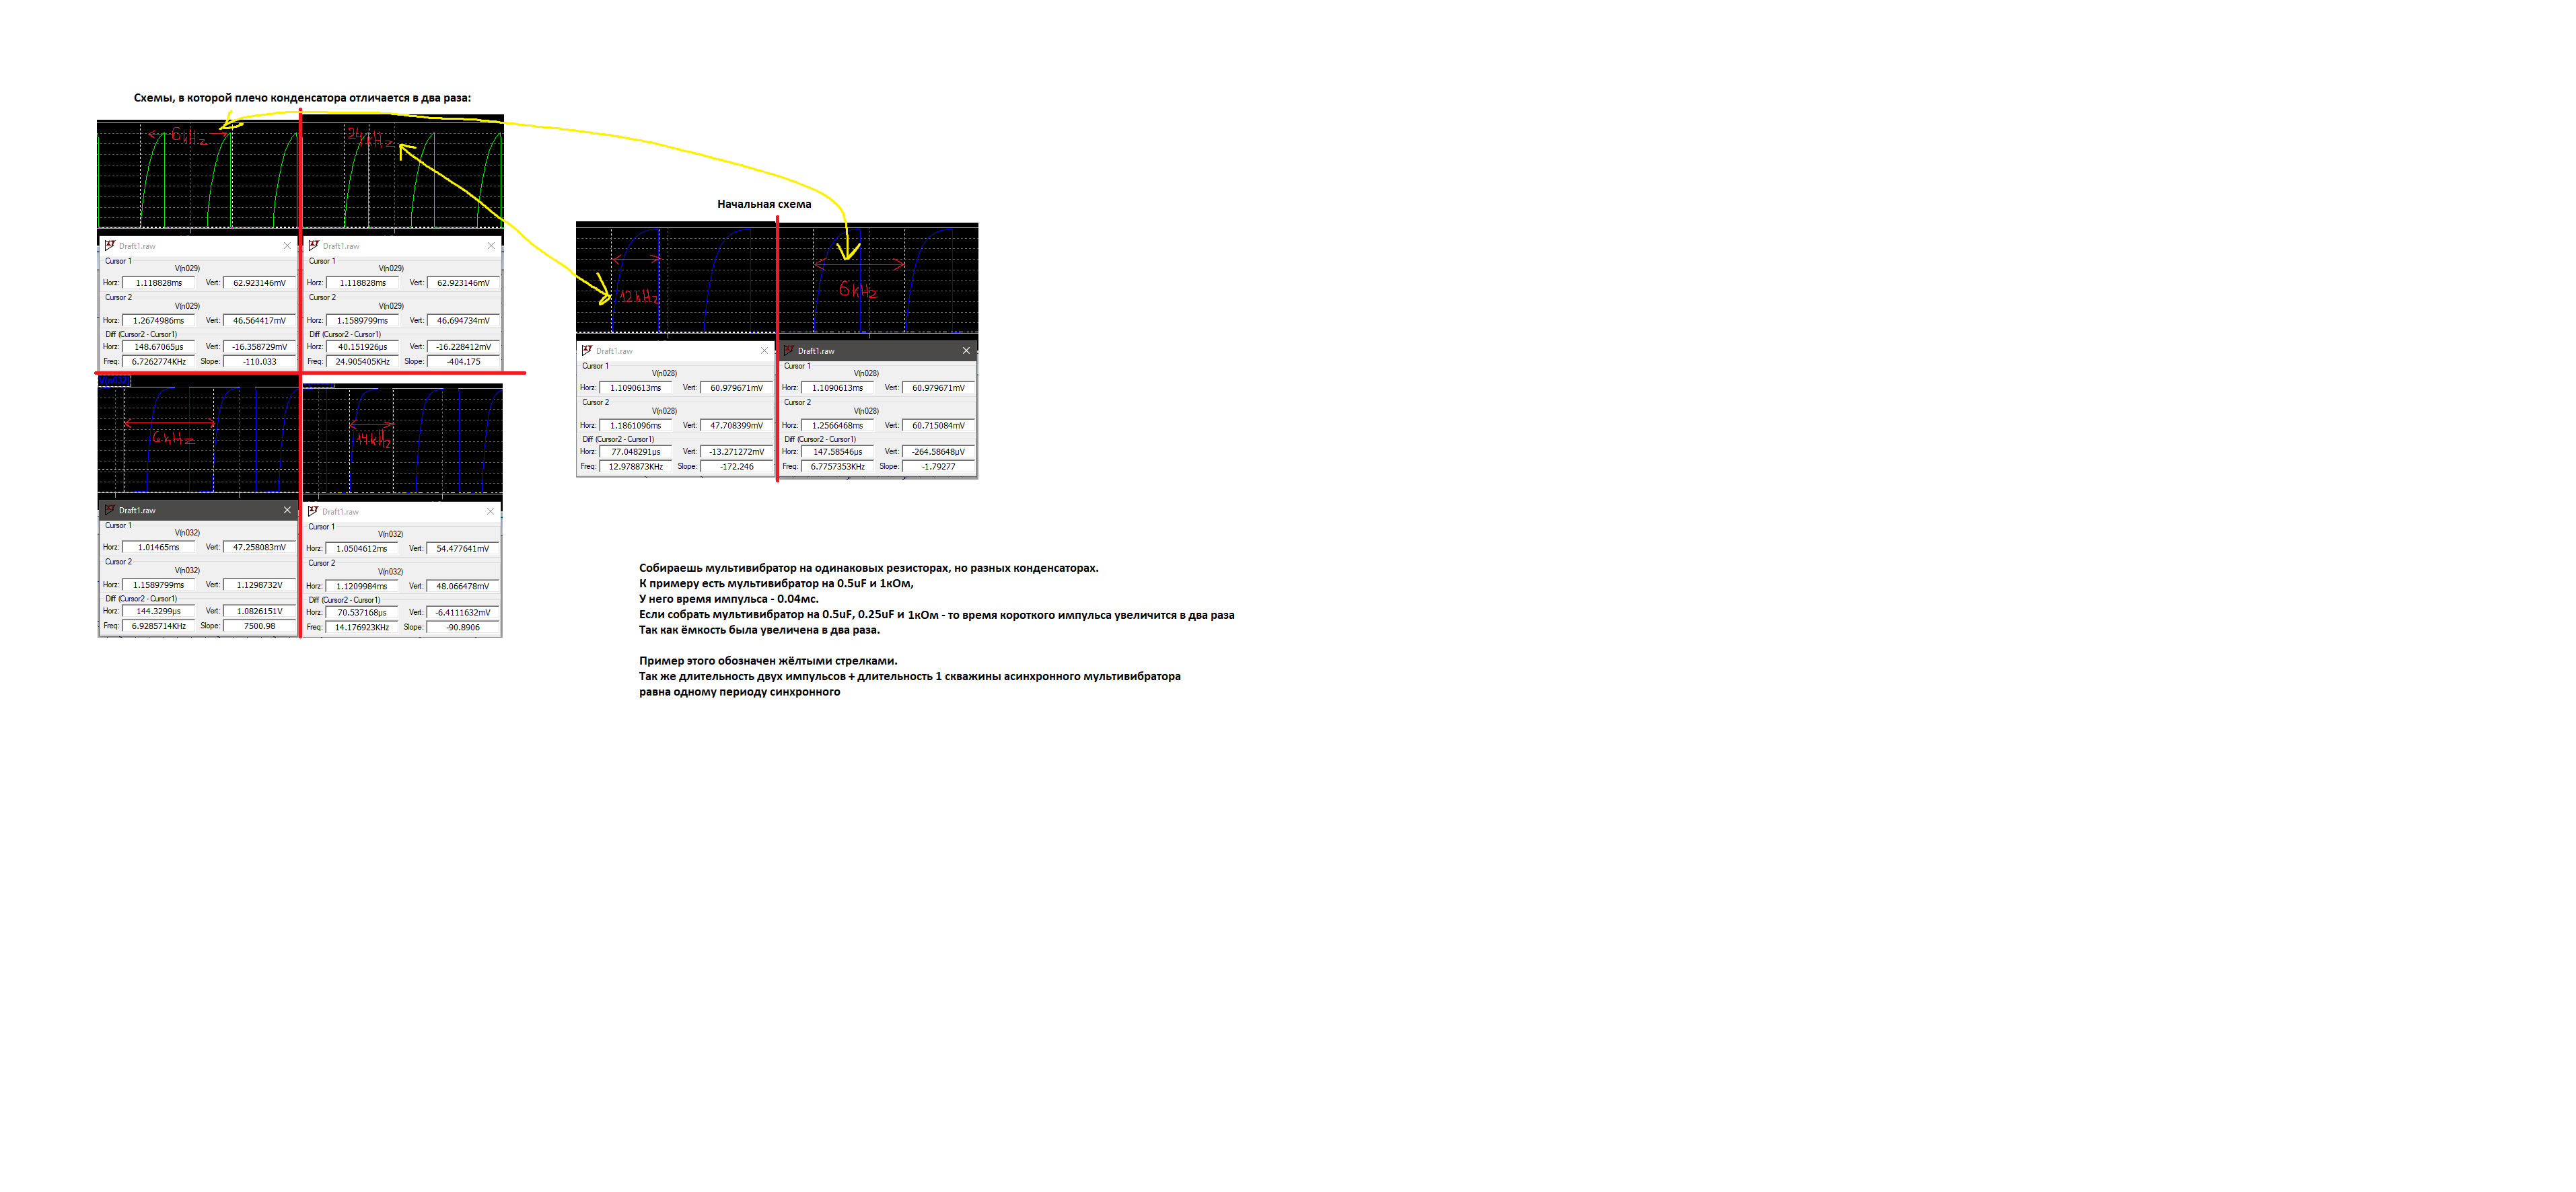 Схемы, в которой плечо конденсатора отличается в два раза:
6kHz
24kHz
Draft1.raw
Cursor 1
V(n029)
Horz: 1.118828ms Vert: 62.923146mV
Cursor 2
V(n029)
Horz: 1.2674986ms Vert: 46.564417mV
Diff (Cursor2 - Cursor1)
Horz: 148.67065µs Vert: -16.358729mV
Freq: 6.7262774KHz Slope: -110.033
Draft1.raw
Cursor 1
V(n029)
Horz: 1.118828ms Vert: 62.923146mV
Cursor 2
V(n029)
Horz: 1.1589799ms Vert: 46.694734mV
Diff (Cursor2 - Cursor1)
Horz: 40.151926µs Vert: -16.228412mV
Freq: 24.905405KHz Slope: -404.175
6kHz
14kHz
Draft1.raw
Cursor 1
V(n032)
Horz: 1.01465ms Vert: 47.258083mV
Cursor 2
V(n032)
Horz: 1.1589799ms Vert: 1.1298732V
Diff (Cursor2 - Cursor1)
Horz: 144.3299µs Vert: 1.0826151V
Freq: 6.9285714KHz Slope: 7500.98
Draft1.raw
Cursor 1
V(n032)
Horz: 1.0504612ms Vert: 54.477641mV
Cursor 2
V(n032)
Horz: 1.1209984ms Vert: 48.066478mV
Diff (Cursor2 - Cursor1)
Horz: 70.537168µs Vert: -6.4111632mV
Freq: 14.176923KHz Slope: -90.8906
Начальная схема
12kHz
6kHz
Draft1.raw
Cursor 1
V(n028)
Horz: 1.1090613ms Vert: 60.979671mV
Cursor 2
V(n028)
Horz: 1.1861096ms Vert: 47.708399mV
Diff (Cursor2 - Cursor1)
Horz: 77.048291µs Vert: -13.271272mV
Freq: 12.978873KHz Slope: -172.246
Draft1.raw
Cursor 1
V(n028)
Horz: 1.1090613ms Vert: 60.979671mV
Cursor 2
V(n028)
Horz: 1.2566468ms Vert: 60.715084mV
Diff (Cursor2 - Cursor1)
Horz: 147.58546µs Vert: -264.58648µV
Freq: 6.7757353KHz Slope: -1.79277
Собираешь мультивибратор на одинаковых резисторах, но разных конденсаторах.
К примеру есть мультивибратор на 0.5uF и 1кОм,
У него время импульса - 0.04мс.
Если собрать мультивибратор на 0.5uF, 0.25uF и 1кОм - то время короткого импульса увеличится в два раза
Так как ёмкость была увеличена в два раза.
Пример этого обозначен жёлтыми стрелками.
Так же длительность двух импульсов + длительность 1 скважины асинхронного мультивибратора
равна одному периоду синхронного